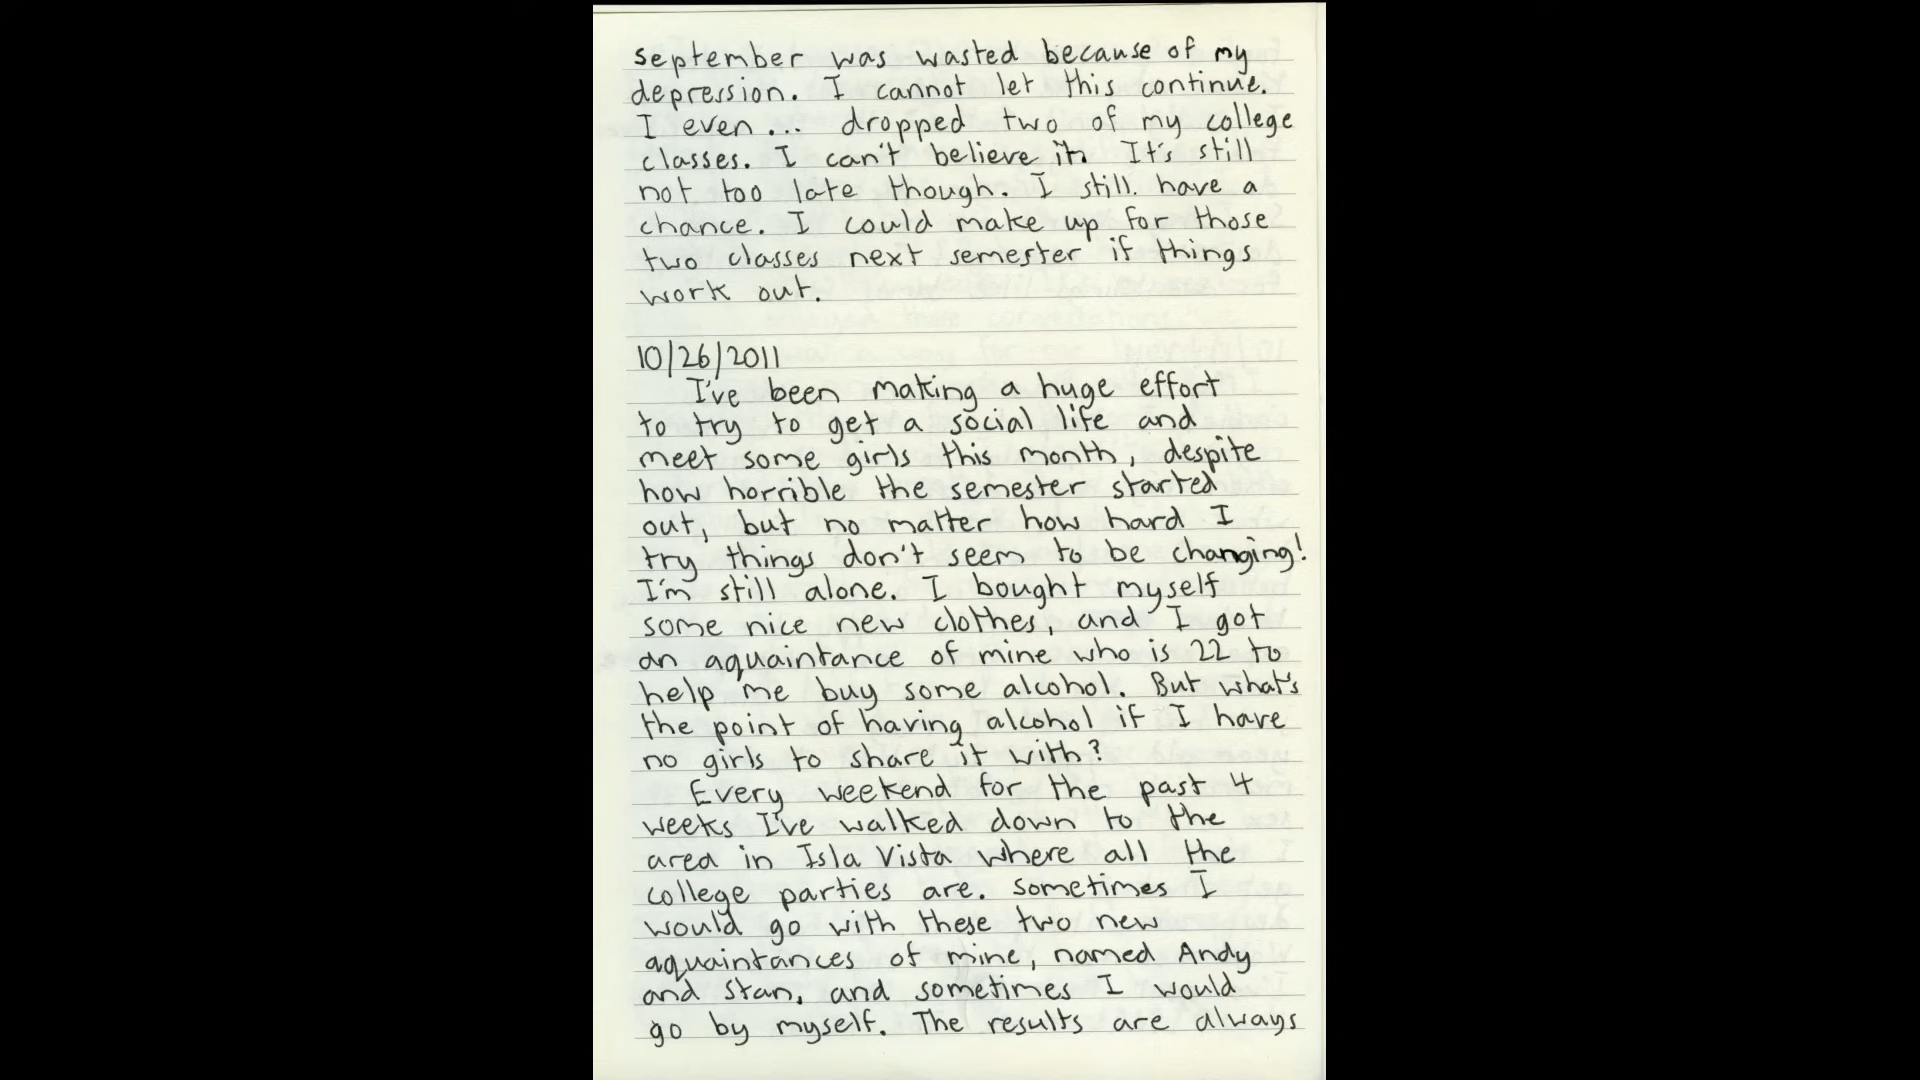 september was wasted because of my
depression. I cannot let this continue.
I even... dropped two of my college
classes. I can't believe it. It's still
not too late though. I still have a
chance. I could make up for those
two classes next semester if things
work out.
10/26/2011
I've been making a huge effort
to try to get a social life and
meet some girls this month, despite
how horrible the semester started
out, but no matter how hard I
try things don't seem to be changing!
I'm still alone. I bought myself
some nice new clothes, and I got
an aquaintance of mine who is 22 to
help me buy some alcohol. But what's
the point of having alcohol if I have
no girls to share it with?
Every weekend for the past 4
weeks I've walked down to the
area in Isla Vista where all the
college parties are. Sometimes I
would go with these two new
aquaintances of mine, named Andy
and Stan, and sometimes I would
go by myself. The results are always